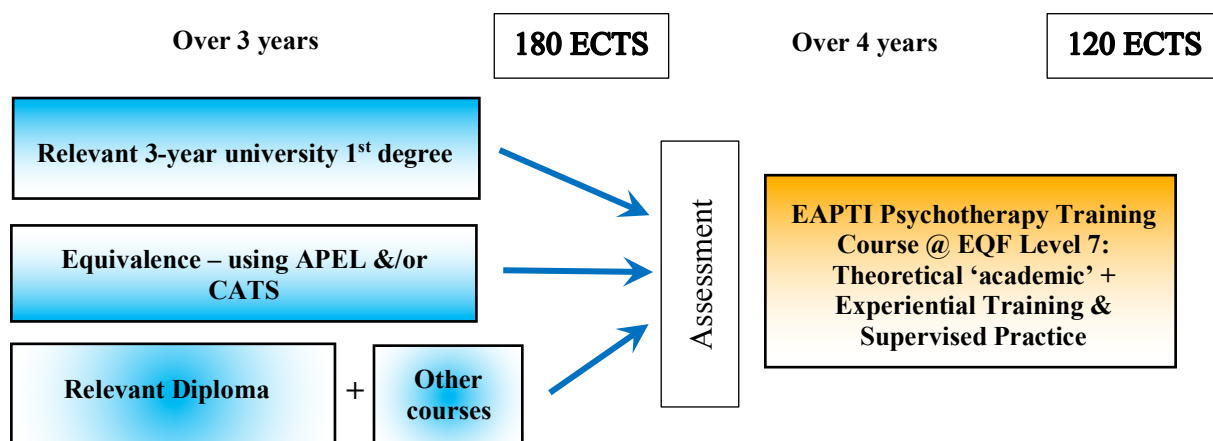 Over 3 years
180 ECTS
Over 4 years
120 ECTS
Relevant 3-year university 1st degree
Equivalence – using APEL &/or
CATS
Relevant Diploma
+
Other
courses
Assessment
EAPTI Psychotherapy Training
Course @ EQF Level 7:
Theoretical ‘academic’ +
Experiential Training &
Supervised Practice